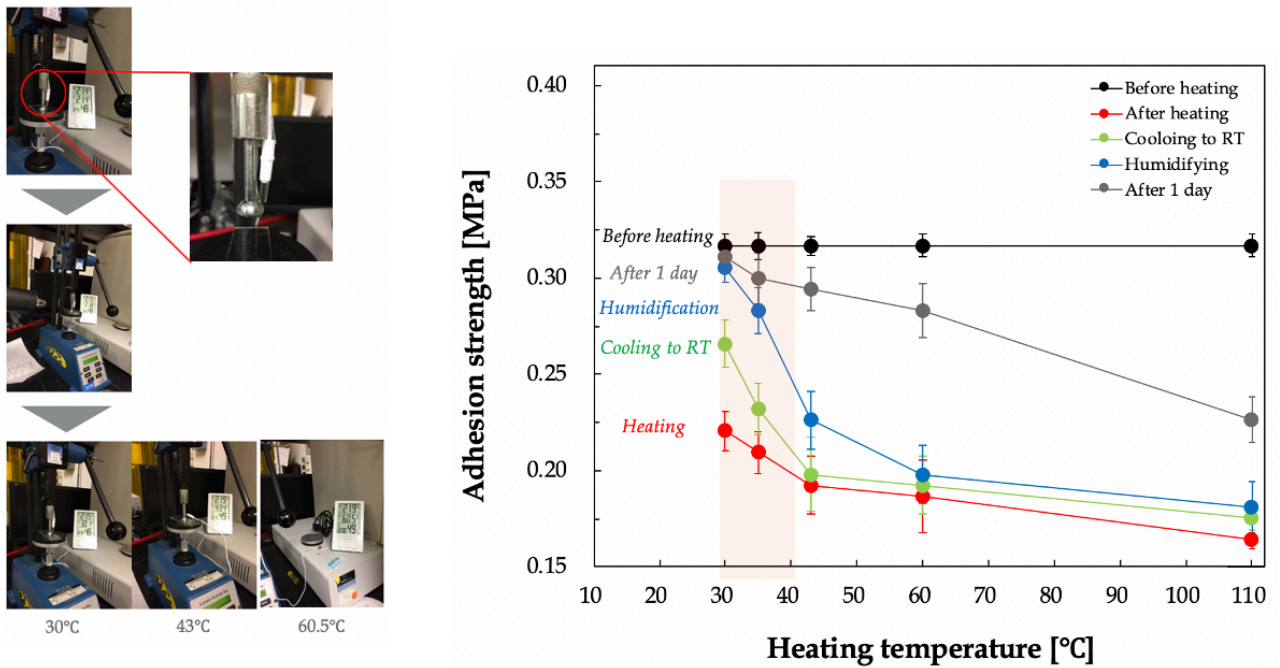 30℃
43℃
60.5℃
0.40
0.35
0.30
0.25
0.20
0.15
Adhesion strength [MPa]
Before heating
After heating
Cooloing to RT
Humidifying
After 1 day
Before heating
After 1 day
Humidification
Cooling to RT
Heating
10
20
30
40
50
60
70
80
90
100
110
Heating temperature [℃]